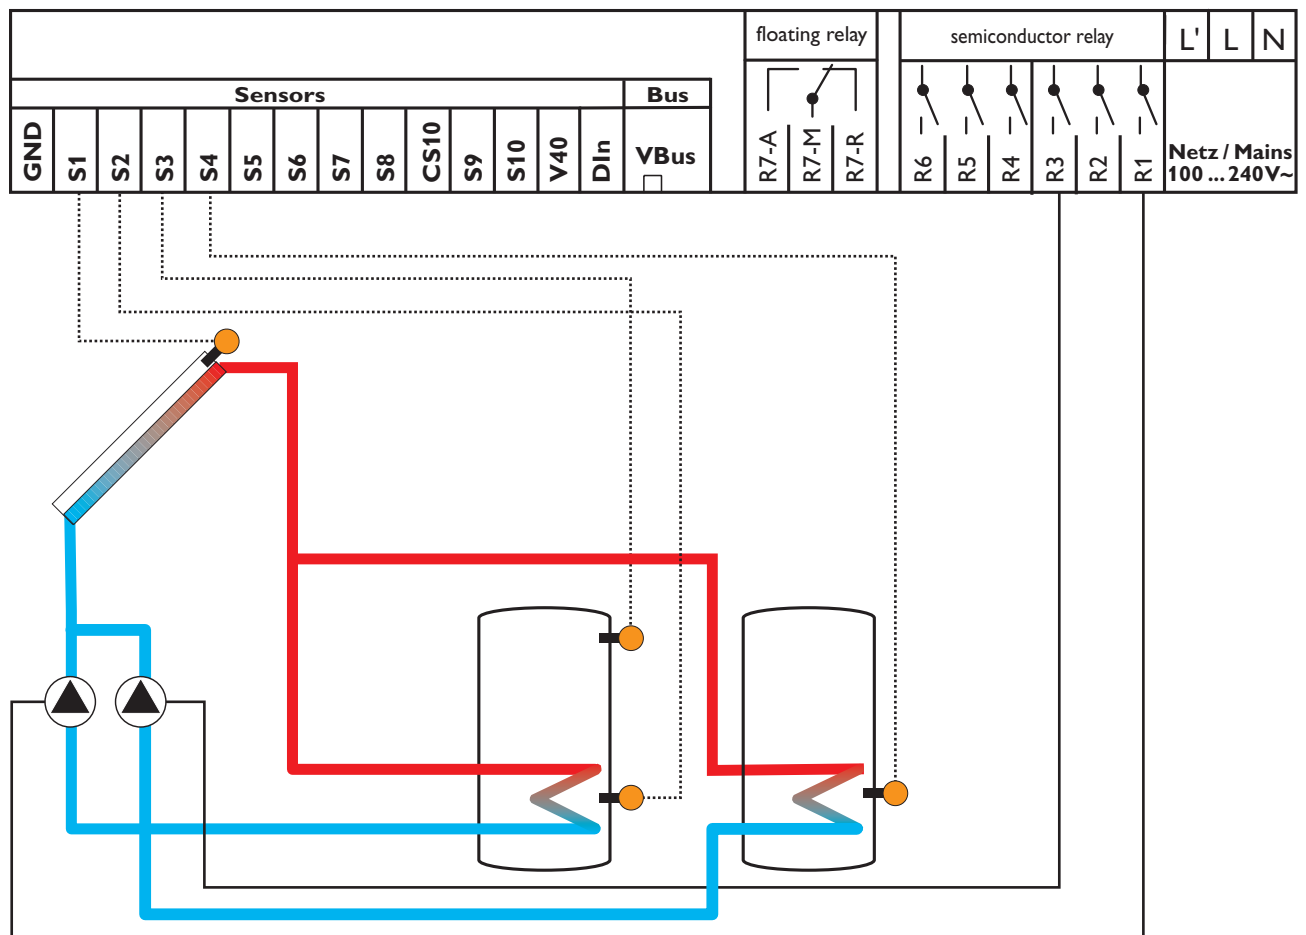 floating relay
semiconductor relay
L' L N
Sensors
Bus
GND S1 S2 S3 S4 S5 S6 S7 S8 CS10 S9 S10 V40 DIn
VBus
R7-A R7-M R7-R
R6 R5 R4 R3 R2 R1
Netz / Mains
100 ... 240V~